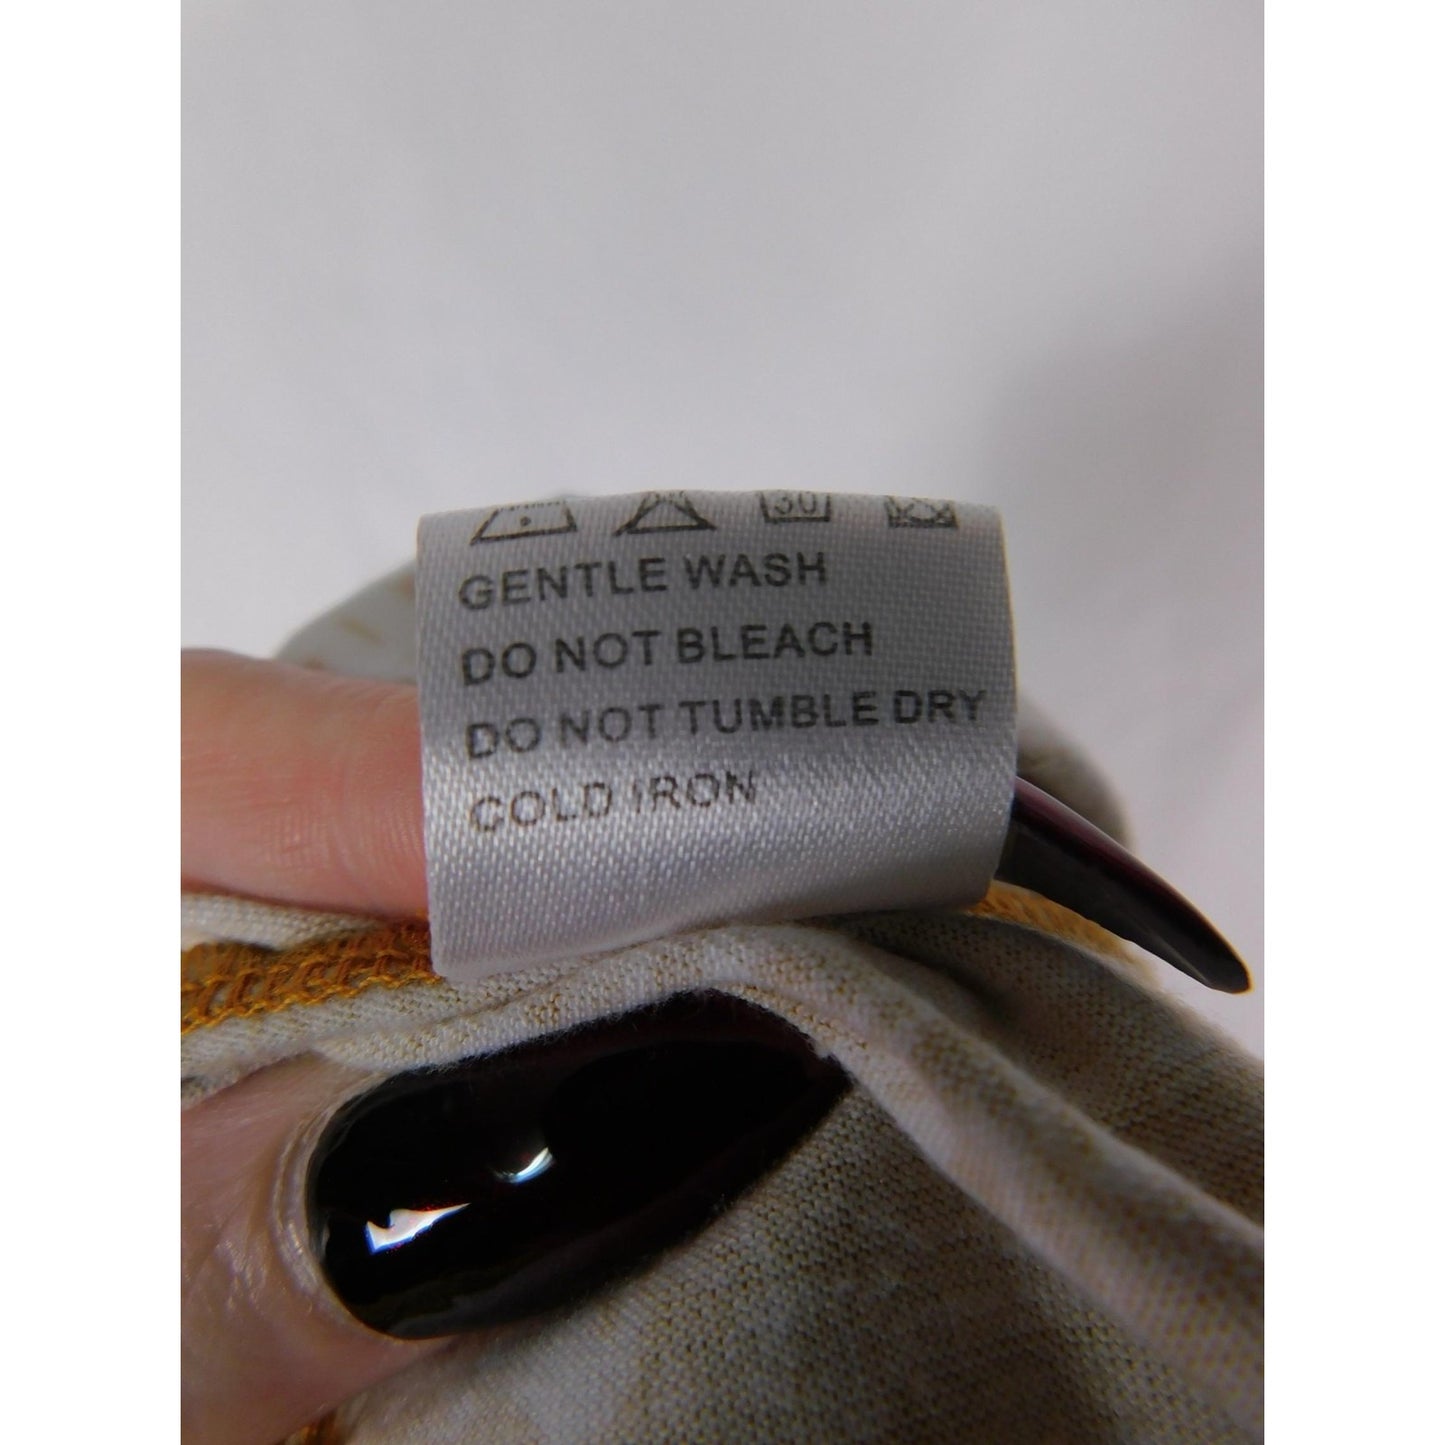 30
GENTLE WASH
DO NOT BLEACH
DO NOT TUMBLE DRY
COLD IRON